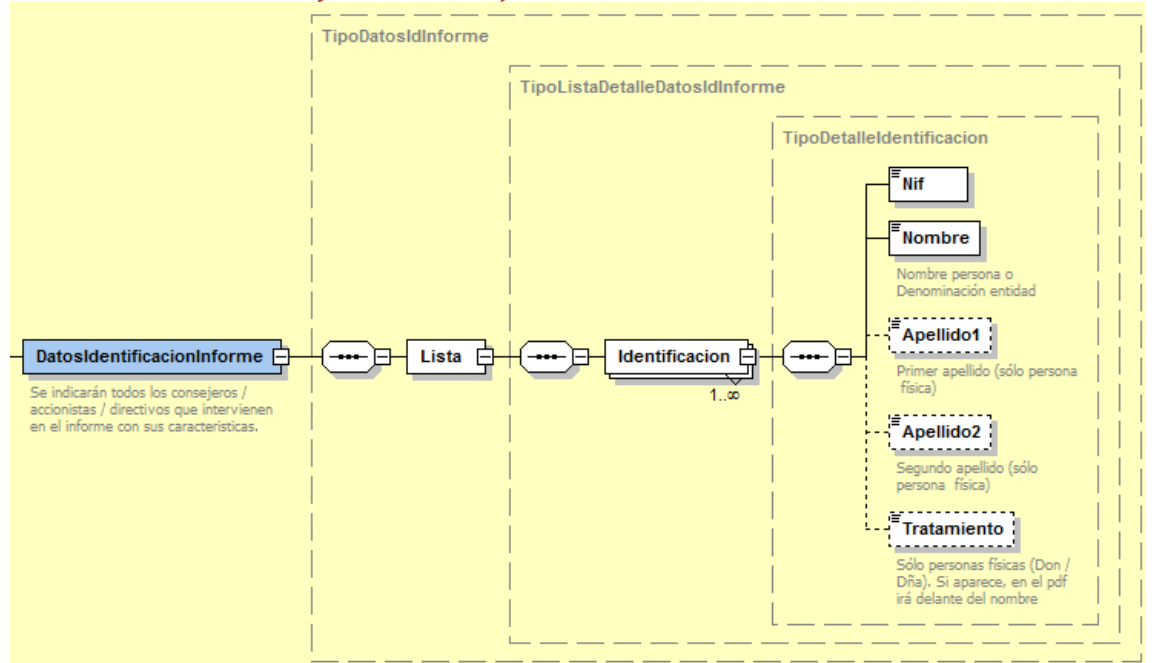 TipoDatosIdInforme
TipoListaDetalleDatosIdInforme
TipoDetalleIdentificacion
Nif
Nombre
Nombre persona o
Denominación entidad
DatosIdentificacionInforme
Se indicarán todos los consejeros /
accionistas / directivos que intervienen
en el informe con sus caracteristicas.
Lista
Identificacion
1..∞
Apellido1
Primer apellido (sólo persona
física)
Apellido2
Segundo apellido (sólo
persona física)
Tratamiento
Sólo personas físicas (Don /
Dña). Si aparece, en el pdf
irá delante del nombre